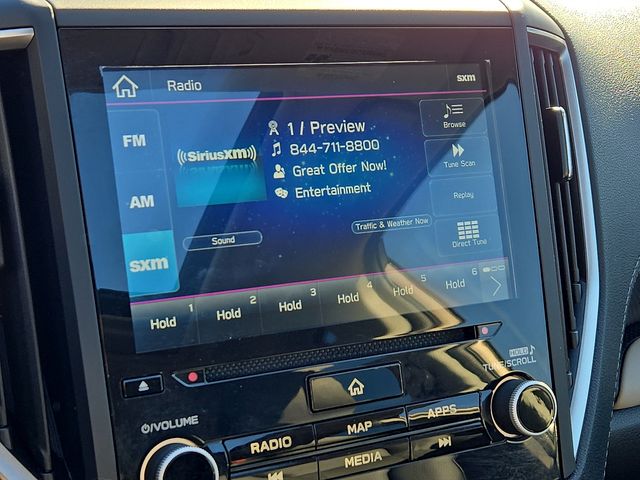 Radio
sxm
FM
AM
sxm
((SiriusXM))
1 / Preview
844-711-8800
Great Offer Now!
Entertainment
Browse
Tune Scan
Replay
Direct Tune
Sound
Traffic & Weather Now
Hold 1
Hold 2
Hold 3
Hold 4
Hold 5
Hold 6
VOLUME
RADIO
MAP
APPS
MEDIA
HOLD
TUNE/SCROLL